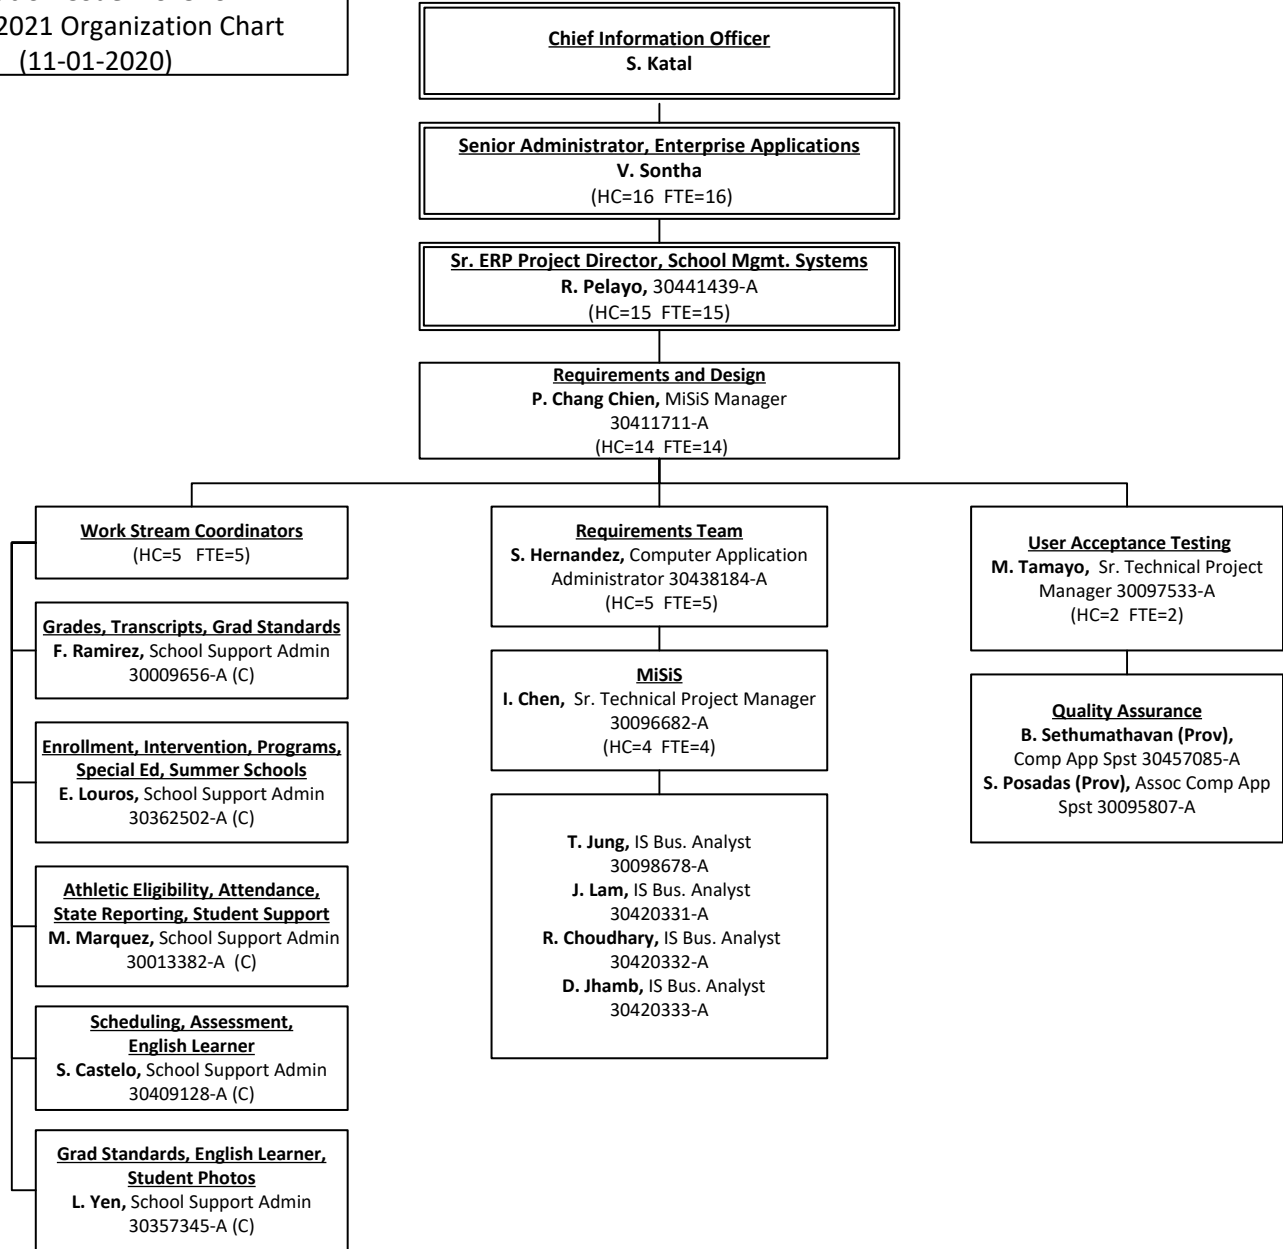 2021 Organization Chart
(11-01-2020)
Chief Information Officer
S. Katal
Senior Administrator, Enterprise Applications
V. Sontha
(HC=16 FTE=16)
Sr. ERP Project Director, School Mgmt. Systems
R. Pelayo, 30441439-A
(HC=15 FTE=15)
Requirements and Design
P. Chang Chien, MiSiS Manager
30411711-A
(HC=14 FTE=14)
Work Stream Coordinators
(HC=5 FTE=5)
Grades, Transcripts, Grad Standards
F. Ramirez, School Support Admin
30009656-A (C)
Enrollment, Intervention, Programs,
Special Ed, Summer Schools
E. Louros, School Support Admin
30362502-A (C)
Athletic Eligibility, Attendance,
State Reporting, Student Support
M. Marquez, School Support Admin
30013382-A (C)
Scheduling, Assessment,
English Learner
S. Castelo, School Support Admin
30409128-A (C)
Grad Standards, English Learner,
Student Photos
L. Yen, School Support Admin
30357345-A (C)
Requirements Team
S. Hernandez, Computer Application
Administrator 30438184-A
(HC=5 FTE=5)
MiSiS
I. Chen, Sr. Technical Project Manager
30096682-A
(HC=4 FTE=4)
T. Jung, IS Bus. Analyst
30098678-A
J. Lam, IS Bus. Analyst
30420331-A
R. Choudhary, IS Bus. Analyst
30420332-A
D. Jhamb, IS Bus. Analyst
30420333-A
User Acceptance Testing
M. Tamayo, Sr. Technical Project
Manager 30097533-A
(HC=2 FTE=2)
Quality Assurance
B. Sethumathavan (Prov),
Comp App Spst 30457085-A
S. Posadas (Prov), Assoc Comp App
Spst 30095807-A